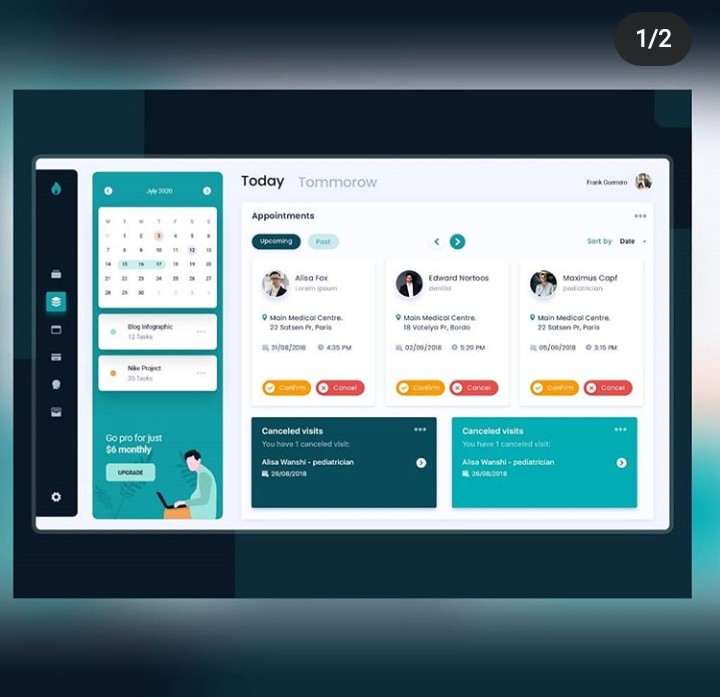 1/2
July 2020
Today
Tommorow
Frank Guerrero
Appointments
Upcoming
Past
Sort by
Date
M T W T F S S
1 2 3 4 5 6
7 8 9 10 11 12 13
14 15 16 17 18 19 20
21 22 23 24 25 26 27
28 29 30
Blog Infographic
12 Tasks
Nike Project
35 Tasks
Go pro for just
$6 monthly
UPGRADE
Alisa Fox
Lorem ipsum
Main Medical Centre.
22 Satsen Pr, Paris
31/08/2018
4:35 PM
Confirm
Cancel
Edward Nortoos
dentist
Main Medical Centre.
18 Vatelya Pr, Bordo
02/09/2018
5:20 PM
Confirm
Cancel
Maximus Capf
pediatrician
Main Medical Centre.
22 Satsen Pr, Paris
05/09/2018
3:15 PM
Confirm
Cancel
Canceled visits
You have 1 canceled visit:
Alisa Wanshi - pediatrician
26/08/2018
Canceled visits
You have 1 canceled visit:
Alisa Wanshi - pediatrician
26/08/2018